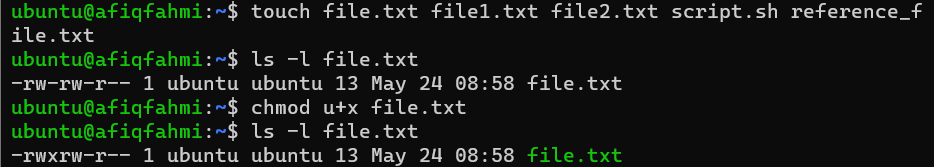 ubuntu@afiqfahmi:~$ touch file.txt file1.txt file2.txt script.sh reference_f
ile.txt
ubuntu@afiqfahmi:~$ ls -l file.txt
-rw-rw-r-- 1 ubuntu ubuntu 13 May 24 08:58 file.txt
ubuntu@afiqfahmi:~$ chmod u+x file.txt
ubuntu@afiqfahmi:~$ ls -l file.txt
-rwxrw-r-- 1 ubuntu ubuntu 13 May 24 08:58 file.txt